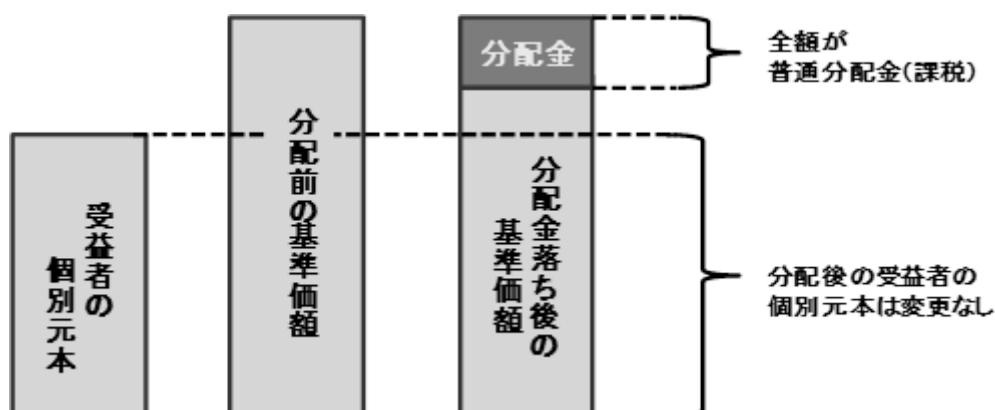 受益者の
個別元本
分配前の基準価額
分配金
分配金落ち後の
基準価額
全額が
普通分配金(課税)
分配後の受益者の
個別元本は変更なし